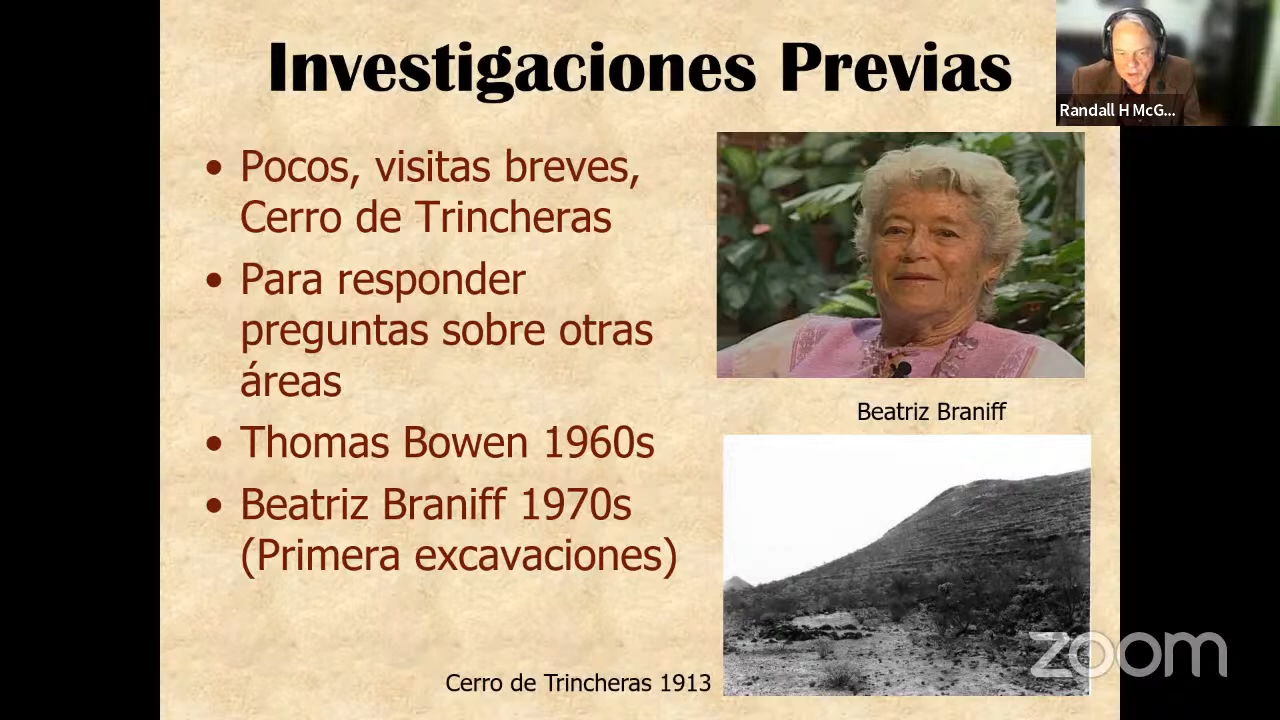 Investigaciones Previas
Randall H McG...
• Pocos, visitas breves,
Cerro de Trincheras
• Para responder
preguntas sobre otras
áreas
• Thomas Bowen 1960s
• Beatriz Braniff 1970s
(Primera excavaciones)
Beatriz Braniff
Cerro de Trincheras 1913
zoom